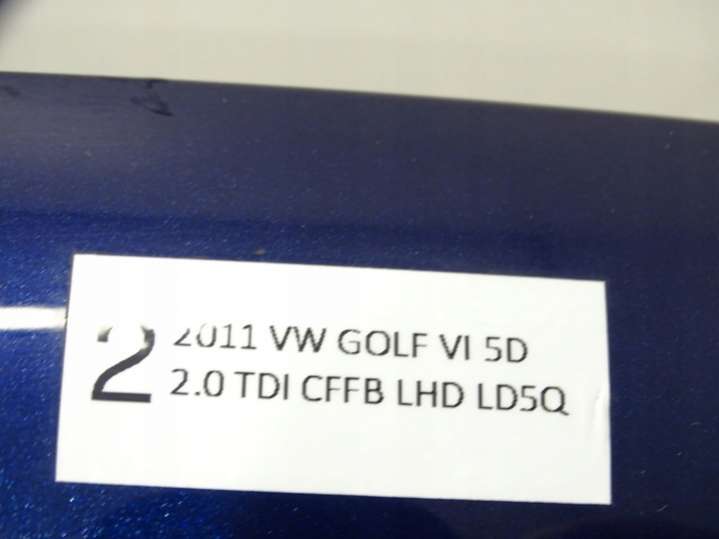 2
2011 VW GOLF VI 5D
2.0 TDI CFFB LHD LD5Q